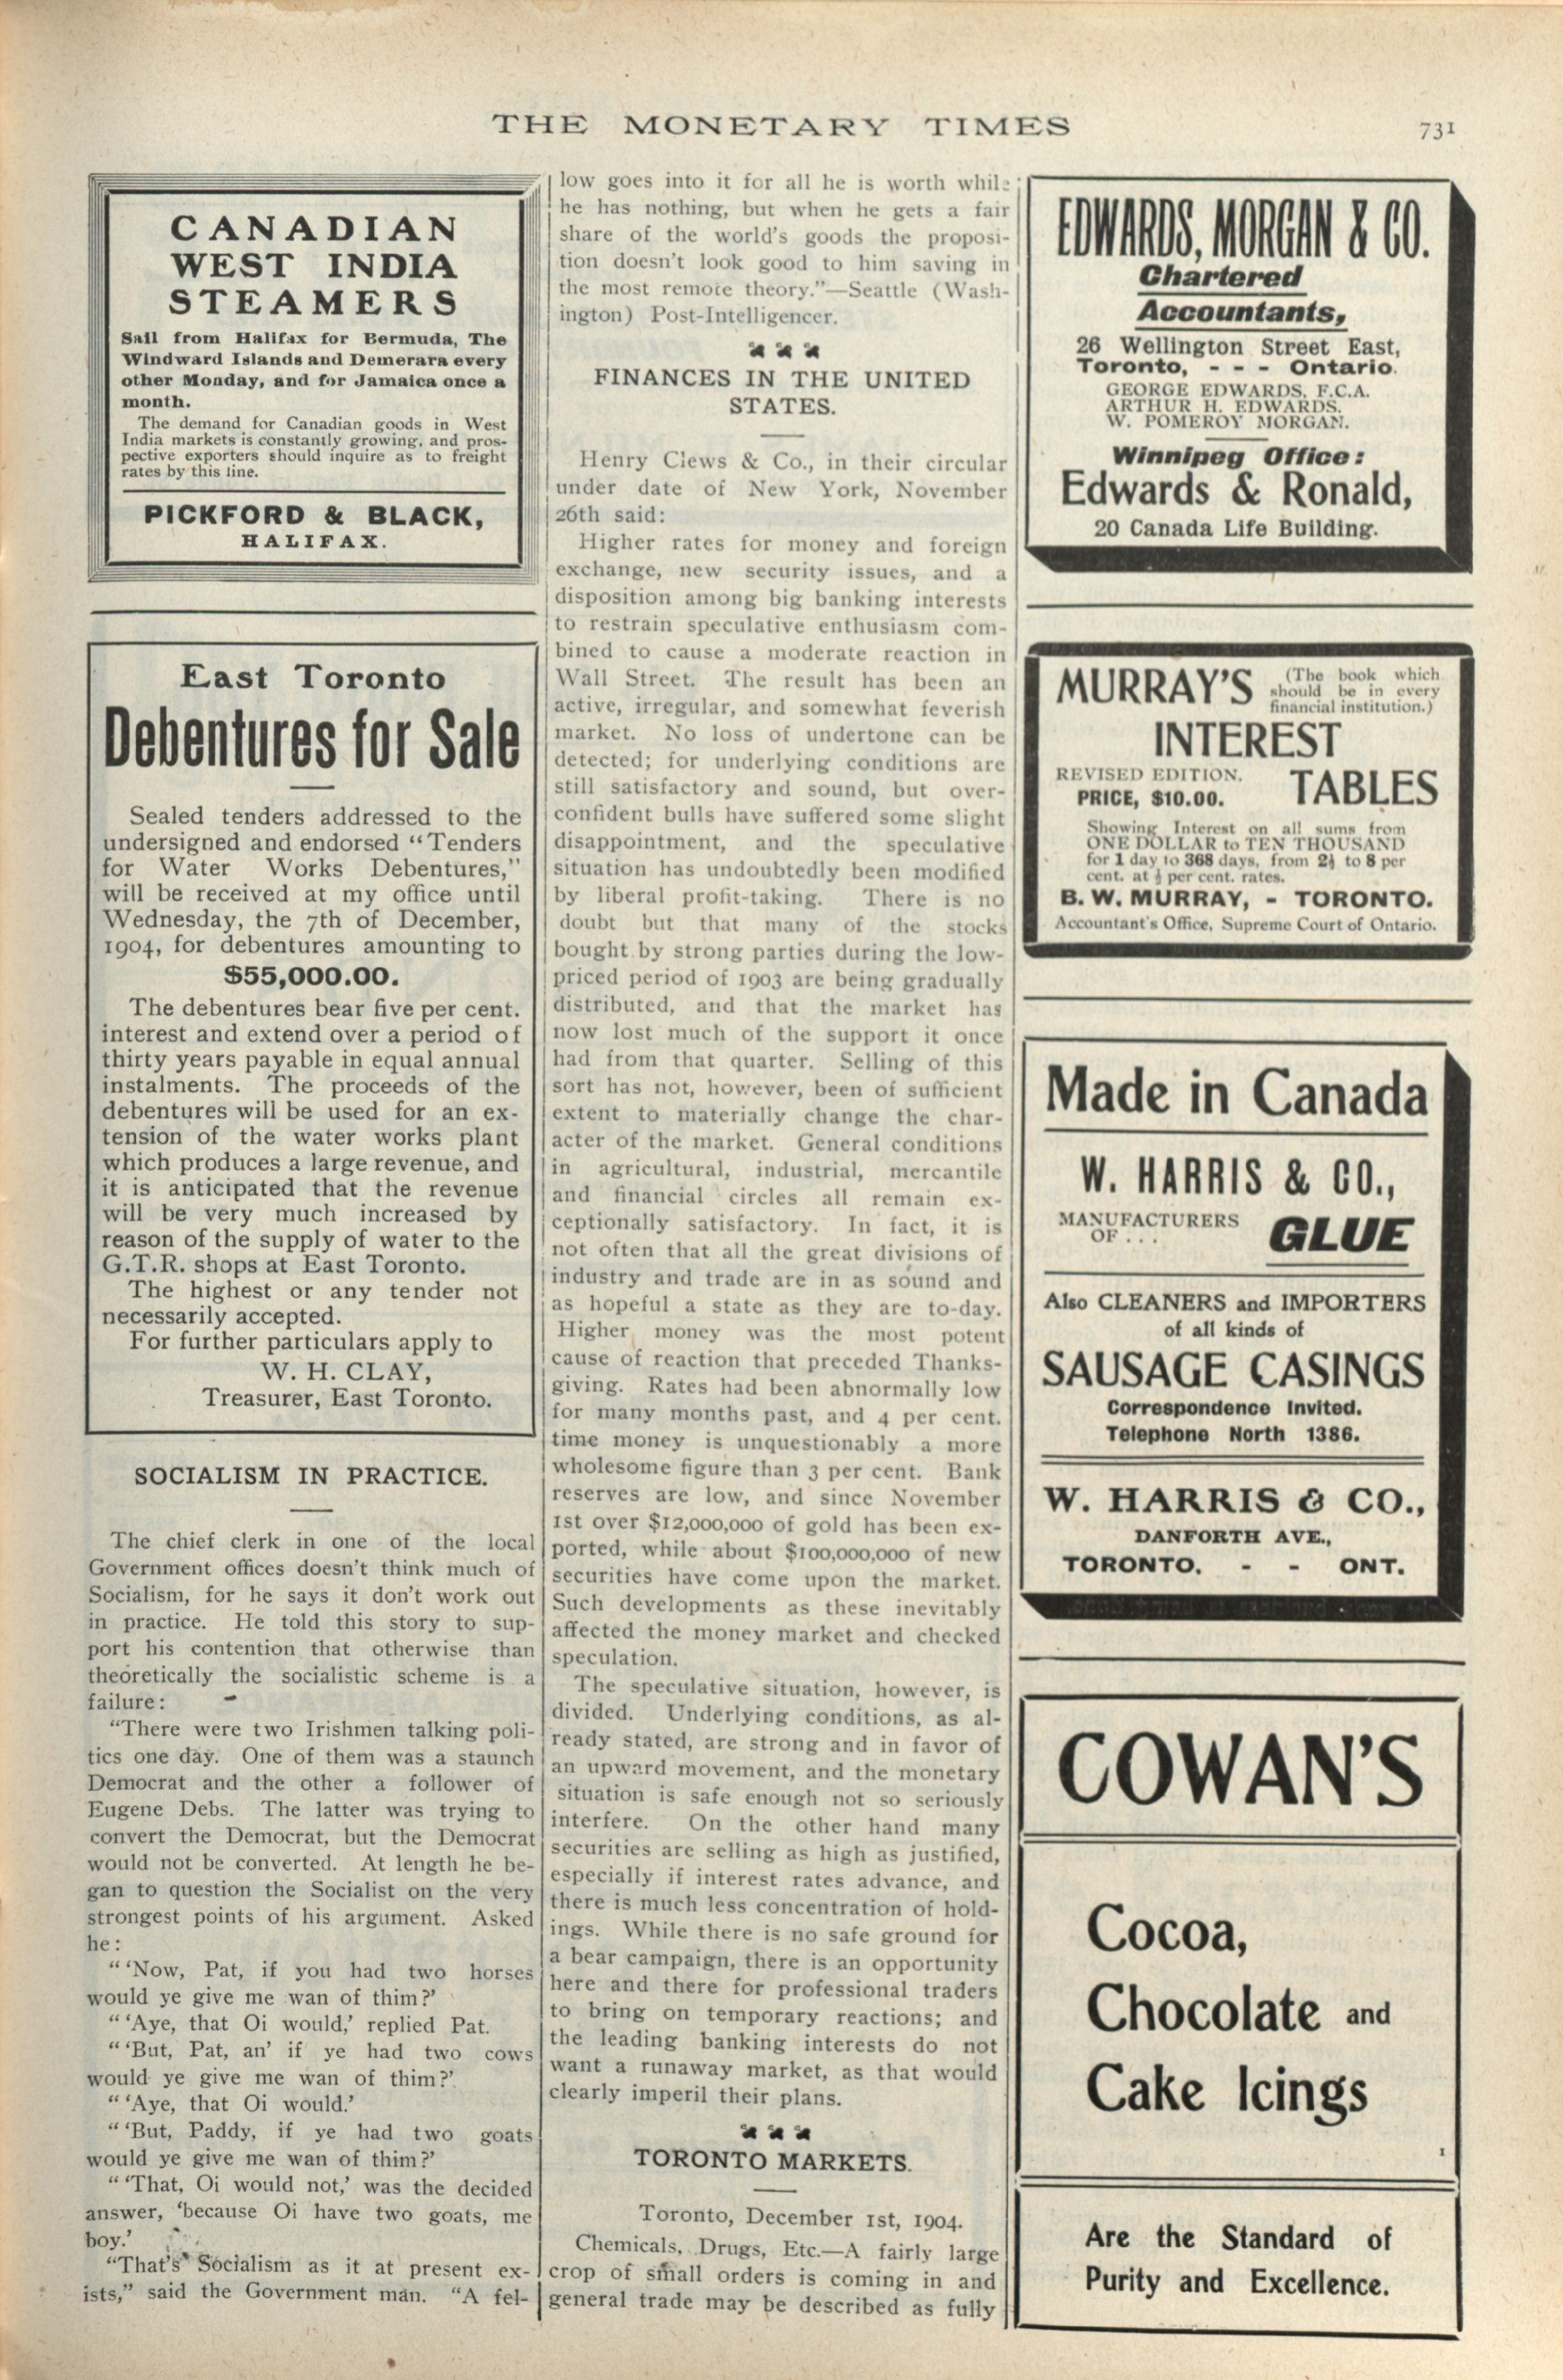 THE MONETARY TIMES
731
CANADIAN
WEST INDIA
STEAMERS
Sail from Halifax for Bermuda, The
Windward Islands and Demerara every
other Monday, and for Jamaica once a
month.
The demand for Canadian goods in West
India markets is constantly growing, and pros-
pective exporters should inquire as to freight
rates by this line.
PICKFORD & BLACK,
HALIFAX.
East Toronto
Debentures for Sale
Sealed tenders addressed to the
undersigned and endorsed "Tenders
for Water Works Debentures,"
will be received at my office until
Wednesday, the 7th of December,
1904, for debentures amounting to
$55,000.00.
The debentures bear five per cent.
interest and extend over a period of
thirty years payable in equal annual
instalments. The proceeds of the
debentures will be used for an ex-
tension of the water works plant
which produces a large revenue, and
it is anticipated that the revenue
will be very much increased by
reason of the supply of water to the
G.T.R. shops at East Toronto.
The highest or any tender not
necessarily accepted.
For further particulars apply to
W. H. CLAY,
Treasurer, East Toronto.
SOCIALISM IN PRACTICE.
The chief clerk in one of the local
Government offices doesn't think much of
Socialism, for he says it don't work out
in practice. He told this story to sup-
port his contention that otherwise than
theoretically the socialistic scheme is a
failure:
"There were two Irishmen talking poli-
tics one day. One of them was a staunch
Democrat and the other a follower of
Eugene Debs. The latter was trying to
convert the Democrat, but the Democrat
would not be converted. At length he be-
gan to question the Socialist on the very
strongest points of his argument. Asked
he:
"'Now, Pat, if you had two horses
would ye give me wan of thim?'
"'Aye, that Oi would,' replied Pat.
"'But, Pat, an' if ye had two cows
would ye give me wan of thim?'
"'Aye, that Oi would.'
"'But, Paddy, if ye had two goats
would ye give me wan of thim?'
"'That, Oi would not,' was the decided
answer, 'because Oi have two goats, me
boy.'
"That's Socialism as it at present ex-
ists," said the Government man. "A fel-
low goes into it for all he is worth while
he has nothing, but when he gets a fair
share of the world's goods the proposi-
tion doesn't look good to him saving in
the most remote theory."—Seattle (Wash-
ington) Post-Intelligencer.
FINANCES IN THE UNITED
STATES.
Henry Clews & Co., in their circular
under date of New York, November
26th said:
Higher rates for money and foreign
exchange, new security issues, and a
disposition among big banking interests
to restrain speculative enthusiasm com-
bined to cause a moderate reaction in
Wall Street. The result has been an
active, irregular, and somewhat feverish
market. No loss of undertone can be
detected; for underlying conditions are
still satisfactory and sound, but over-
confident bulls have suffered some slight
disappointment, and the speculative
situation has undoubtedly been modified
by liberal profit-taking. There is no
doubt but that many of the stocks
bought by strong parties during the low-
priced period of 1903 are being gradually
distributed, and that the market has
now lost much of the support it once
had from that quarter. Selling of this
sort has not, however, been of sufficient
extent to materially change the char-
acter of the market. General conditions
in agricultural, industrial, mercantile
and financial circles all remain ex-
ceptionally satisfactory. In fact, it is
not often that all the great divisions of
industry and trade are in as sound and
as hopeful a state as they are to-day.
Higher money was the most potent
cause of reaction that preceded Thanks-
giving. Rates had been abnormally low
for many months past, and 4 per cent.
time money is unquestionably a more
wholesome figure than 3 per cent. Bank
reserves are low, and since November
1st over $12,000,000 of gold has been ex-
ported, while about $100,000,000 of new
securities have come upon the market.
Such developments as these inevitably
affected the money market and checked
speculation.
The speculative situation, however, is
divided. Underlying conditions, as al-
ready stated, are strong and in favor of
an upward movement, and the monetary
situation is safe enough not so seriously
interfere. On the other hand many
securities are selling as high as justified,
especially if interest rates advance, and
there is much less concentration of hold-
ings. While there is no safe ground for
a bear campaign, there is an opportunity
here and there for professional traders
to bring on temporary reactions; and
the leading banking interests do not
want a runaway market, as that would
clearly imperil their plans.
TORONTO MARKETS.
Toronto, December 1st, 1904.
Chemicals, Drugs, Etc.—A fairly large
crop of small orders is coming in and
general trade may be described as fully
EDWARDS, MORGAN & CO.
Chartered
Accountants,
26 Wellington Street East,
Toronto, - - - Ontario.
GEORGE EDWARDS, F.C.A.
ARTHUR H. EDWARDS.
W. POMEROY MORGAN.
Winnipeg Office:
Edwards & Ronald,
20 Canada Life Building.
MURRAY'S (The book which
should be in every
financial institution.)
INTEREST
REVISED EDITION.
PRICE, $10.00. TABLES
Showing Interest on all sums from
ONE DOLLAR to TEN THOUSAND
for 1 day to 368 days, from 2½ to 8 per
cent. at ½ per cent. rates.
B. W. MURRAY, - TORONTO.
Accountant's Office, Supreme Court of Ontario.
Made in Canada
W. HARRIS & CO.,
MANUFACTURERS
OF . . . GLUE
Also CLEANERS and IMPORTERS
of all kinds of
SAUSAGE CASINGS
Correspondence Invited.
Telephone North 1386.
W. HARRIS & CO.,
DANFORTH AVE.,
TORONTO, - - ONT.
COWAN'S
Cocoa,
Chocolate and
Cake Icings
Are the Standard of
Purity and Excellence.